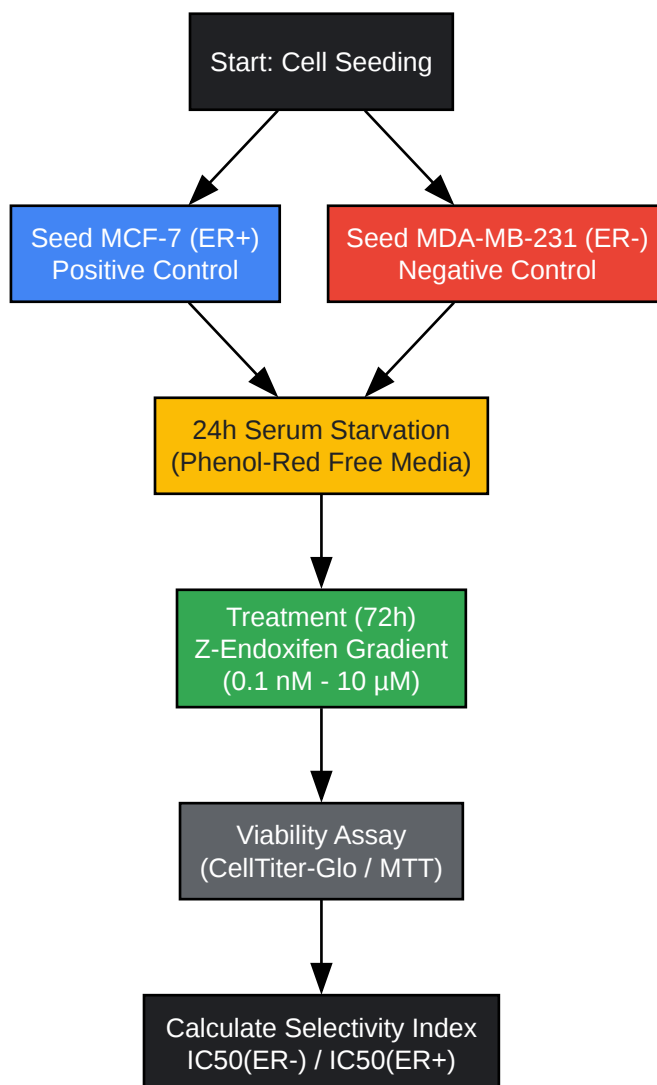 Start: Cell Seeding
Seed MCF-7 (ER+)
Positive Control
Seed MDA-MB-231 (ER-)
Negative Control
24h Serum Starvation
(Phenol-Red Free Media)
Treatment (72h)
Z-Endoxifen Gradient
(0.1 nM - 10 µM)
Viability Assay
(CellTiter-Glo / MTT)
Calculate Selectivity Index
IC50(ER-) / IC50(ER+)